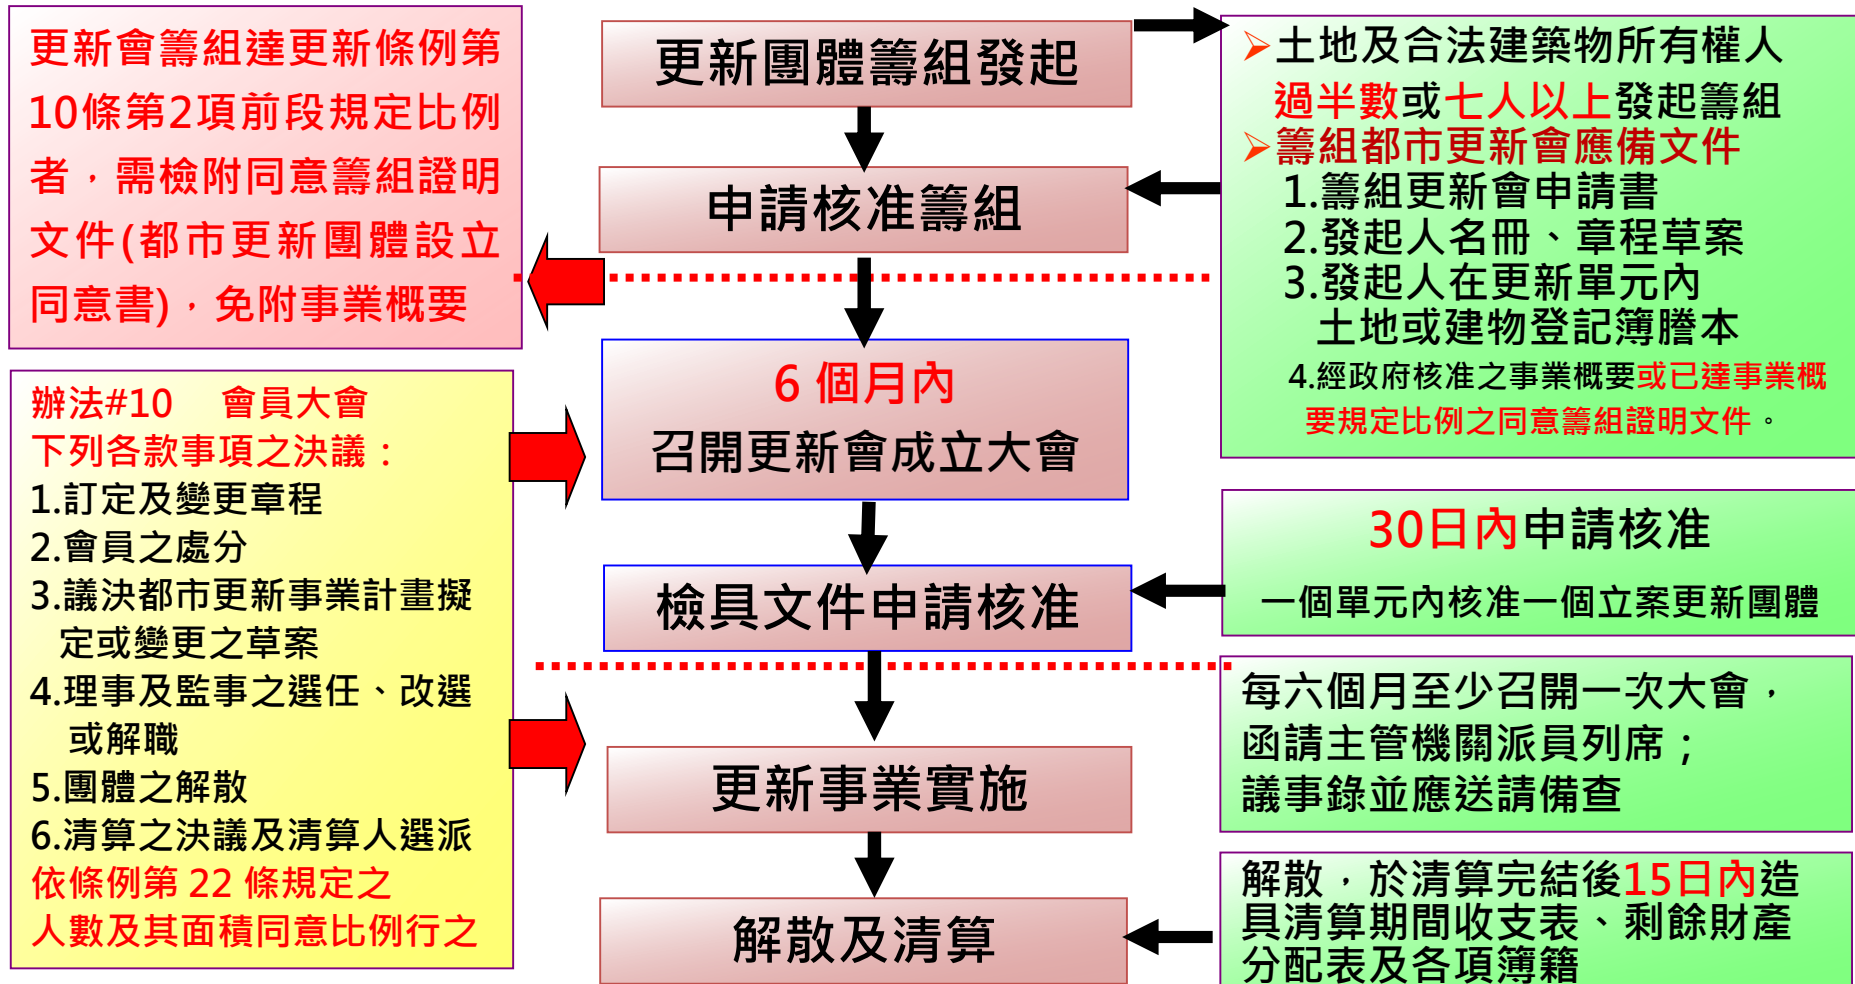 更新會籌組達更新條例第
10條第2項前段規定比例
者，需檢附同意籌組證明
文件(都市更新團體設立
同意書)，免附事業概要
辦法#10 會員大會
下列各款事項之決議：
1.訂定及變更章程
2.會員之處分
3.議決都市更新事業計畫擬
定或變更之草案
4.理事及監事之選任、改選
或解職
5.團體之解散
6.清算之決議及清算人選派
依條例第 22 條規定之
人數及其面積同意比例行之
更新團體籌組發起
申請核准籌組
6 個月內
召開更新會成立大會
檢具文件申請核准
更新事業實施
解散及清算
➢土地及合法建築物所有權人
過半數或七人以上發起籌組
➢籌組都市更新會應備文件
1.籌組更新會申請書
2.發起人名冊、章程草案
3.發起人在更新單元內
土地或建物登記簿謄本
4.經政府核准之事業概要或已達事業概
要規定比例之同意籌組證明文件。
30日內申請核准
一個單元內核准一個立案更新團體
每六個月至少召開一次大會，
函請主管機關派員列席；
議事錄並應送請備查
解散，於清算完結後15日內造
具清算期間收支表、剩餘財產
分配表及各項簿籍